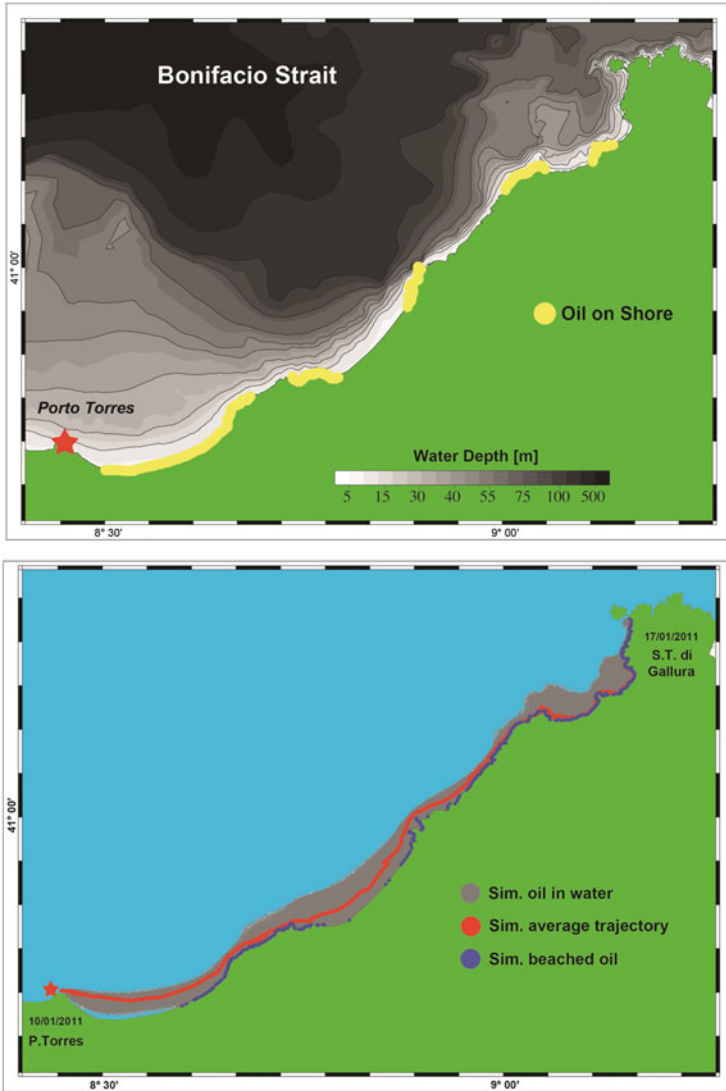 Bonifacio Strait
41° 00'
Oil on Shore
Porto Torres
Water Depth [m]
5 15 30 40 55 75 100 500
8° 30' 9° 00'
17/01/2011
S.T. di
Gallura
41° 00'
Sim. oil in water
Sim. average trajectory
Sim. beached oil
10/01/2011
P.Torres
8° 30' 9° 00'